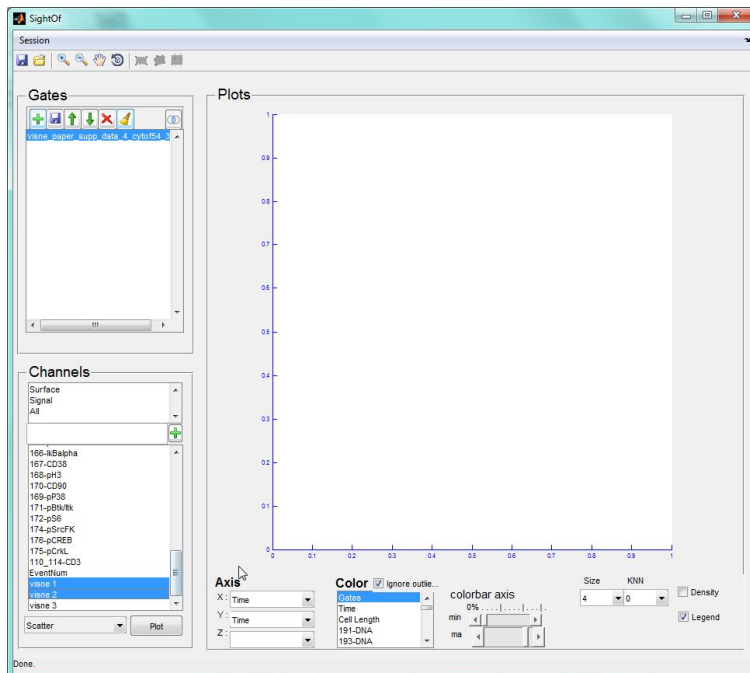 SightOf
Session
Gates
visne_paper_supp_data_4_cytof54_3
Channels
Surface
Signal
All
166-IkBalpha
167-CD38
168-pH3
170-CD90
169-pP38
171-pBtk/Itk
172-pS6
174-pSrcFK
176-pCREB
175-pCrkL
110_114-CD3
EventNum
visne 1
visne 2
visne 3
Scatter
Plot
Done.
Plots
1
0.9
0.8
0.7
0.6
0.5
0.4
0.3
0.2
0.1
0
0 0.1 0.2 0.3 0.4 0.5 0.6 0.7 0.8 0.9 1
Axis
X : Time
Y : Time
Z :
Color Ignore outlie...
Gates
Time
Cell Length
191-DNA
193-DNA
colorbar axis
0% . . . . | . . . . | . . . .
min
ma
Size KNN
4 0
Density
Legend